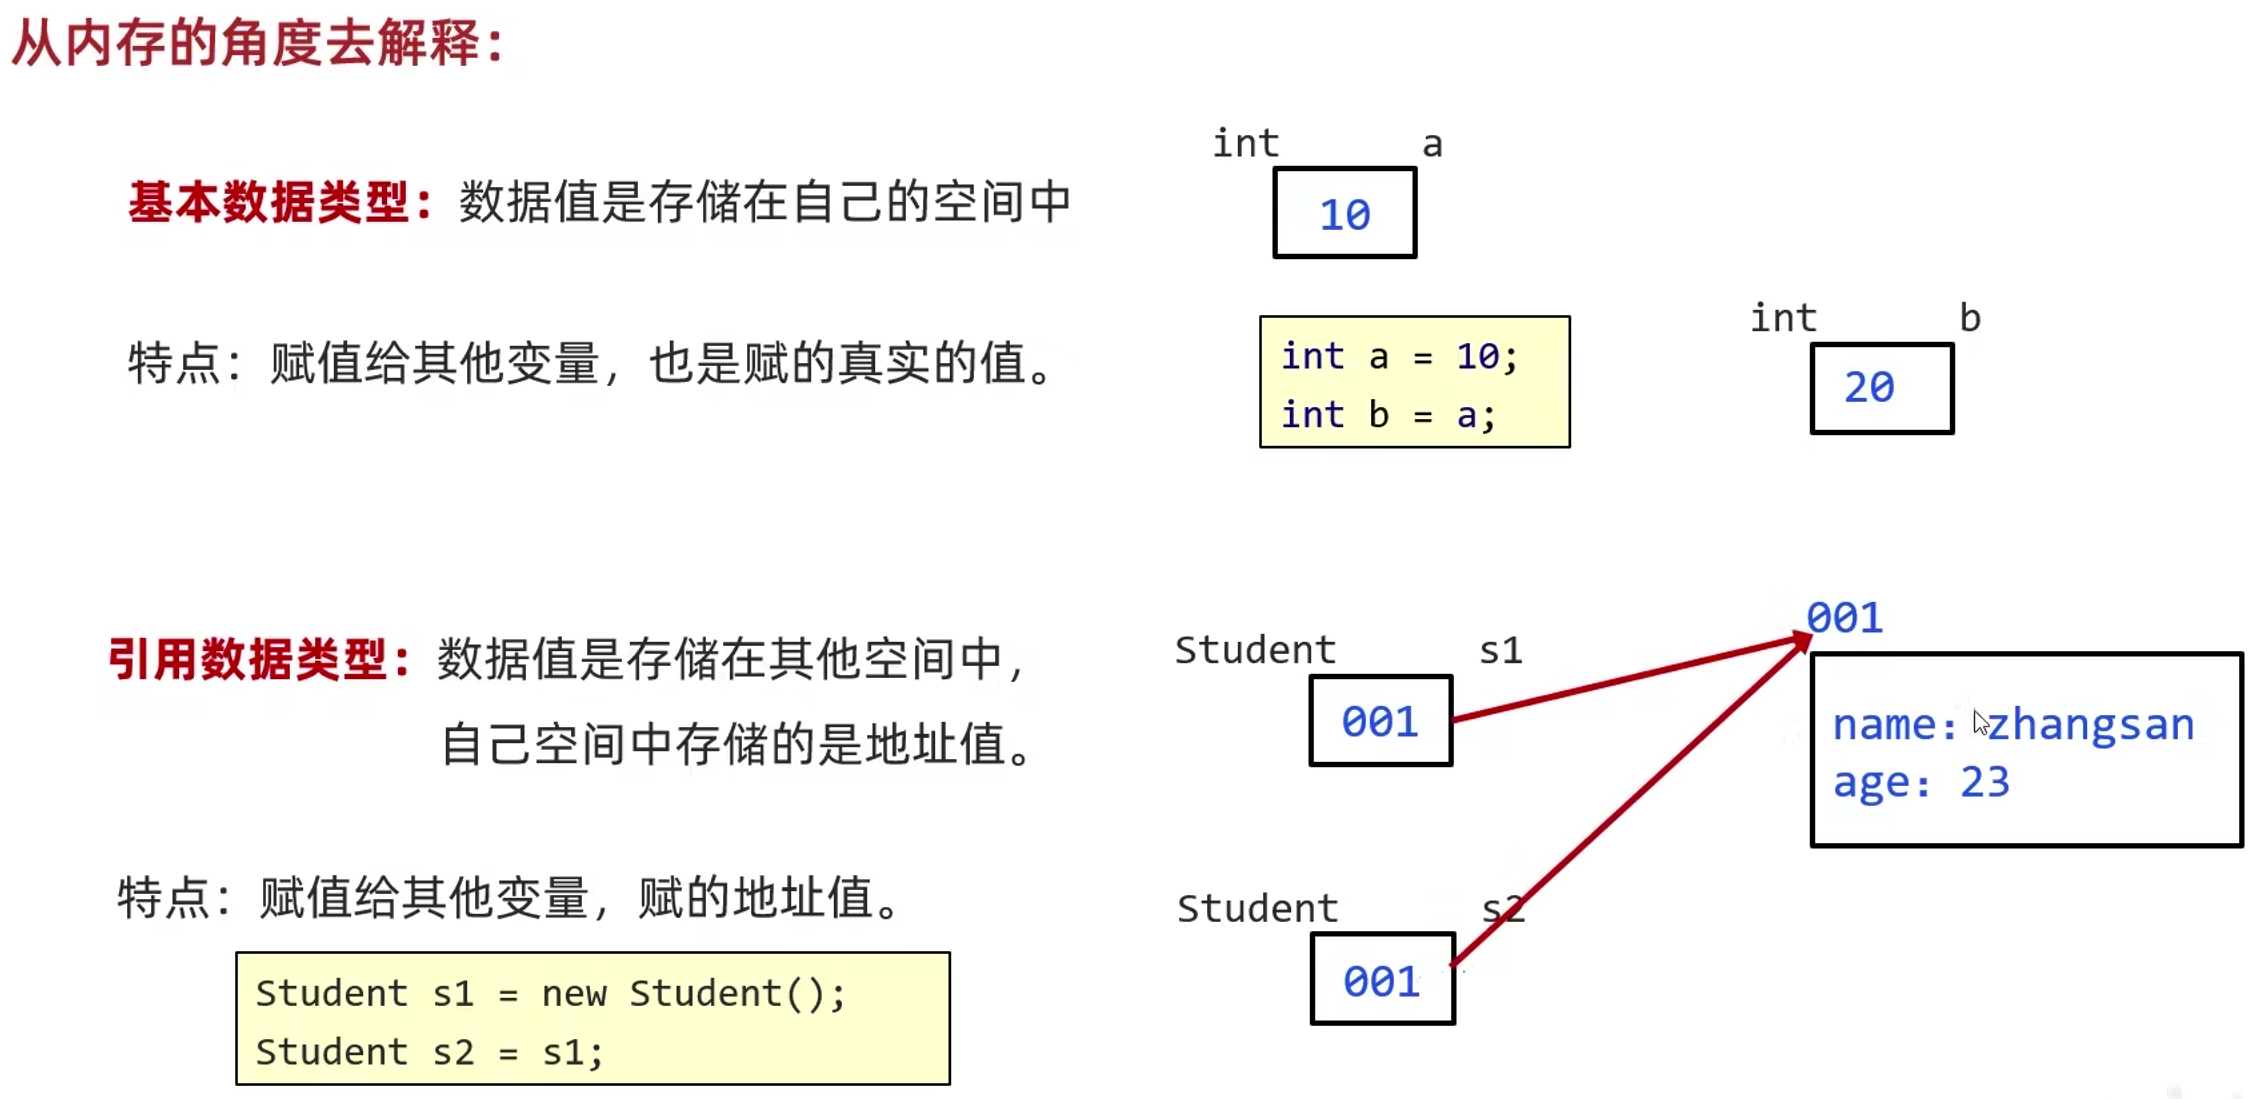 从内存的角度去解释：
int a
10
基本数据类型：数据值是存储在自己的空间中
特点：赋值给其他变量，也是赋的真实的值。
int a = 10;
int b = a;
int b
20
引用数据类型：数据值是存储在其他空间中，
自己空间中存储的是地址值。
特点：赋值给其他变量，赋的地址值。
Student s1 = new Student();
Student s2 = s1;
Student s1
001
001
name：zhangsan
age：23
Student s2
001